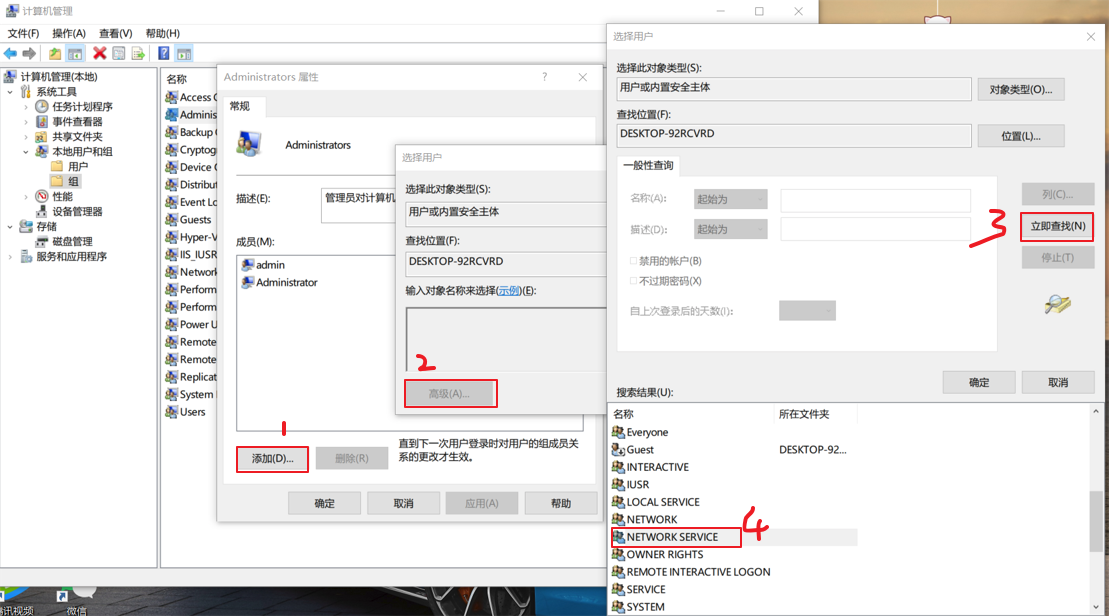 计算机管理
文件(F) 操作(A) 查看(V) 帮助(H)
计算机管理(本地)
系统工具
任务计划程序
事件查看器
共享文件夹
本地用户和组
用户
组
性能
设备管理器
存储
磁盘管理
服务和应用程序
名称
Access
Adminis
Backup
Cryptog
Device
Distribut
Event Lo
Guests
Hyper-V
IIS_IUSR
Network
Perform
Perform
Power U
Remote
Remote
Replicat
System
Users
Administrators 属性
?
常规
Administrators
描述(E):
管理员对计算机
成员(M):
admin
Administrator
1
添加(D)...
删除(R)
直到下一次用户登录时对用户的组成员关
系的更改才生效。
确定
取消
应用(A)
帮助
选择用户
选择此对象类型(S):
用户或内置安全主体
查找位置(F):
DESKTOP-92RCVRD
输入对象名称来选择(示例)(E):
2
高级(A)...
选择用户
选择此对象类型(S):
用户或内置安全主体
对象类型(O)...
查找位置(F):
DESKTOP-92RCVRD
位置(L)...
一般性查询
名称(A):
起始为
描述(D):
起始为
禁用的帐户(B)
不过期密码(X)
自上次登录后的天数(I):
列(C)...
3
立即查找(N)
停止(T)
确定
取消
搜索结果(U):
名称 所在文件夹
Everyone
Guest DESKTOP-92...
INTERACTIVE
IUSR
LOCAL SERVICE
NETWORK
NETWORK SERVICE
4
OWNER RIGHTS
REMOTE INTERACTIVE LOGON
SERVICE
SYSTEM
讯视频
微信